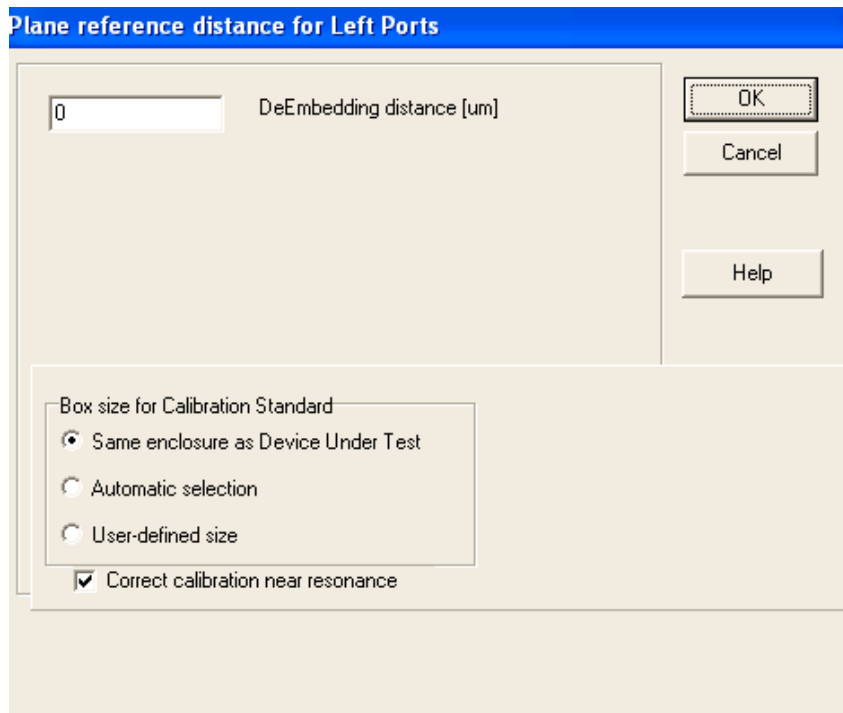 Plane reference distance for Left Ports
0
DeEmbedding distance [um]
OK
Cancel
Help
Box size for Calibration Standard
Same enclosure as Device Under Test
Automatic selection
User-defined size
Correct calibration near resonance